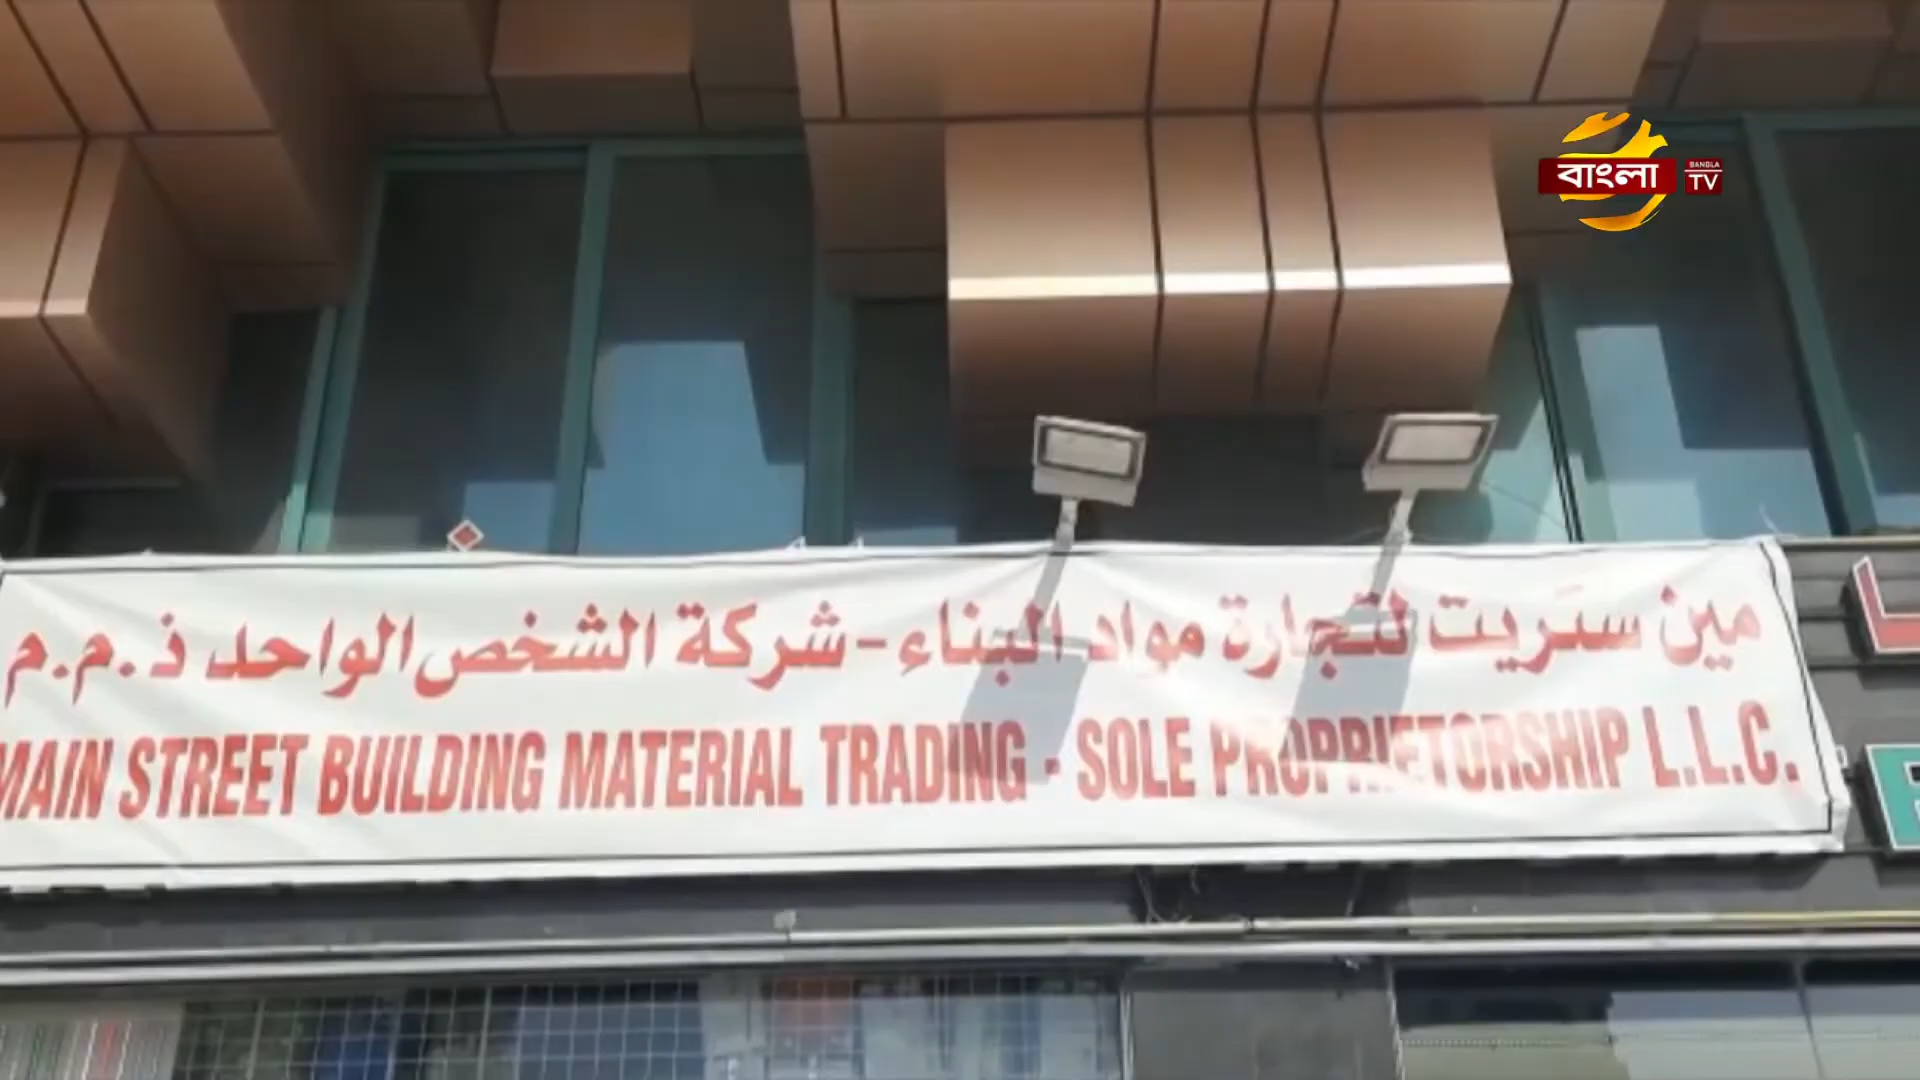 বাংলা
BANGLA
TV
مين ستريت لتجارة مواد البناء-شركة الشخص الواحد ذ.م.م
MAIN STREET BUILDING MATERIAL TRADING - SOLE PROPRIETORSHIP L.L.C.